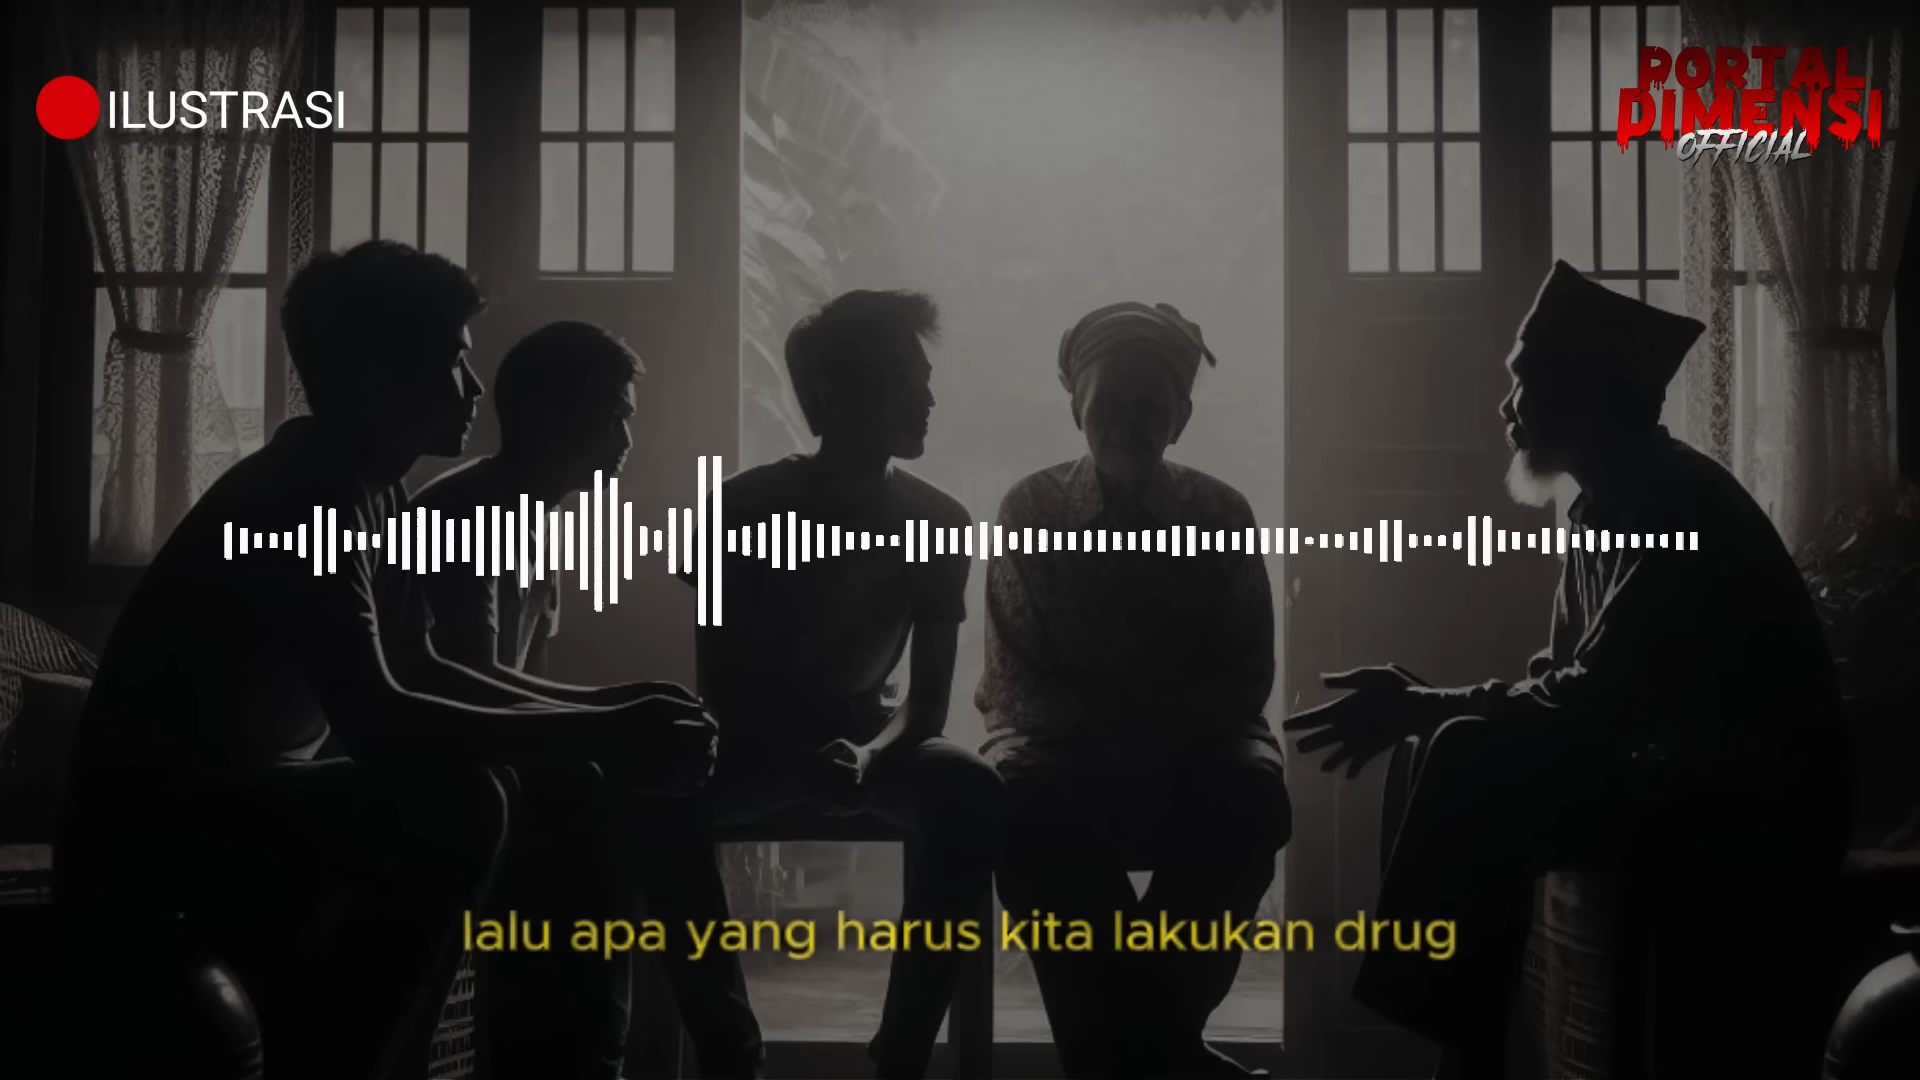 ILUSTRASI
PORTAL
DIMENSI
OFFICIAL
lalu apa yang harus kita lakukan drug